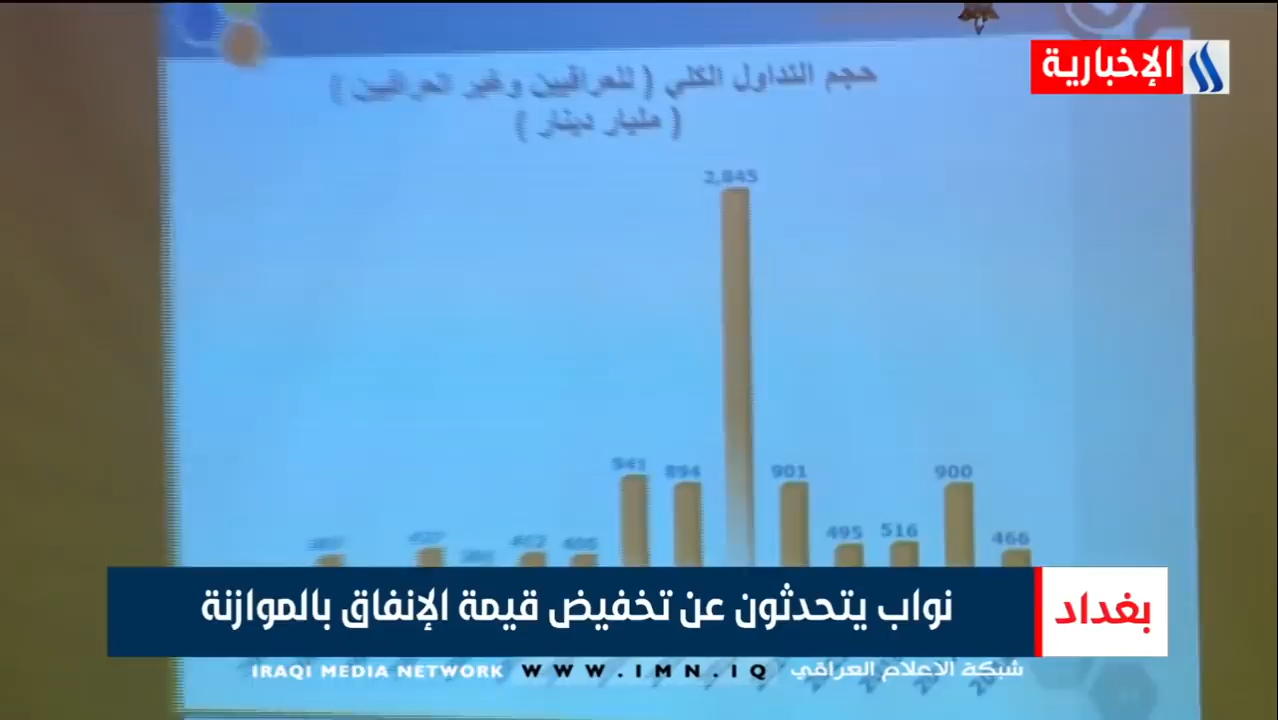 الإخبارية
حجم التداول الكلي ( للعراقيين وغير العراقيين )
( مليار دينار )
2,845
941
894
901
900
495
516
466
402
بغداد
نواب يتحدثون عن تخفيض قيمة الإنفاق بالموازنة
IRAQI MEDIA NETWORK WWW.IMN.IQ شبكة الاعلام العراقي